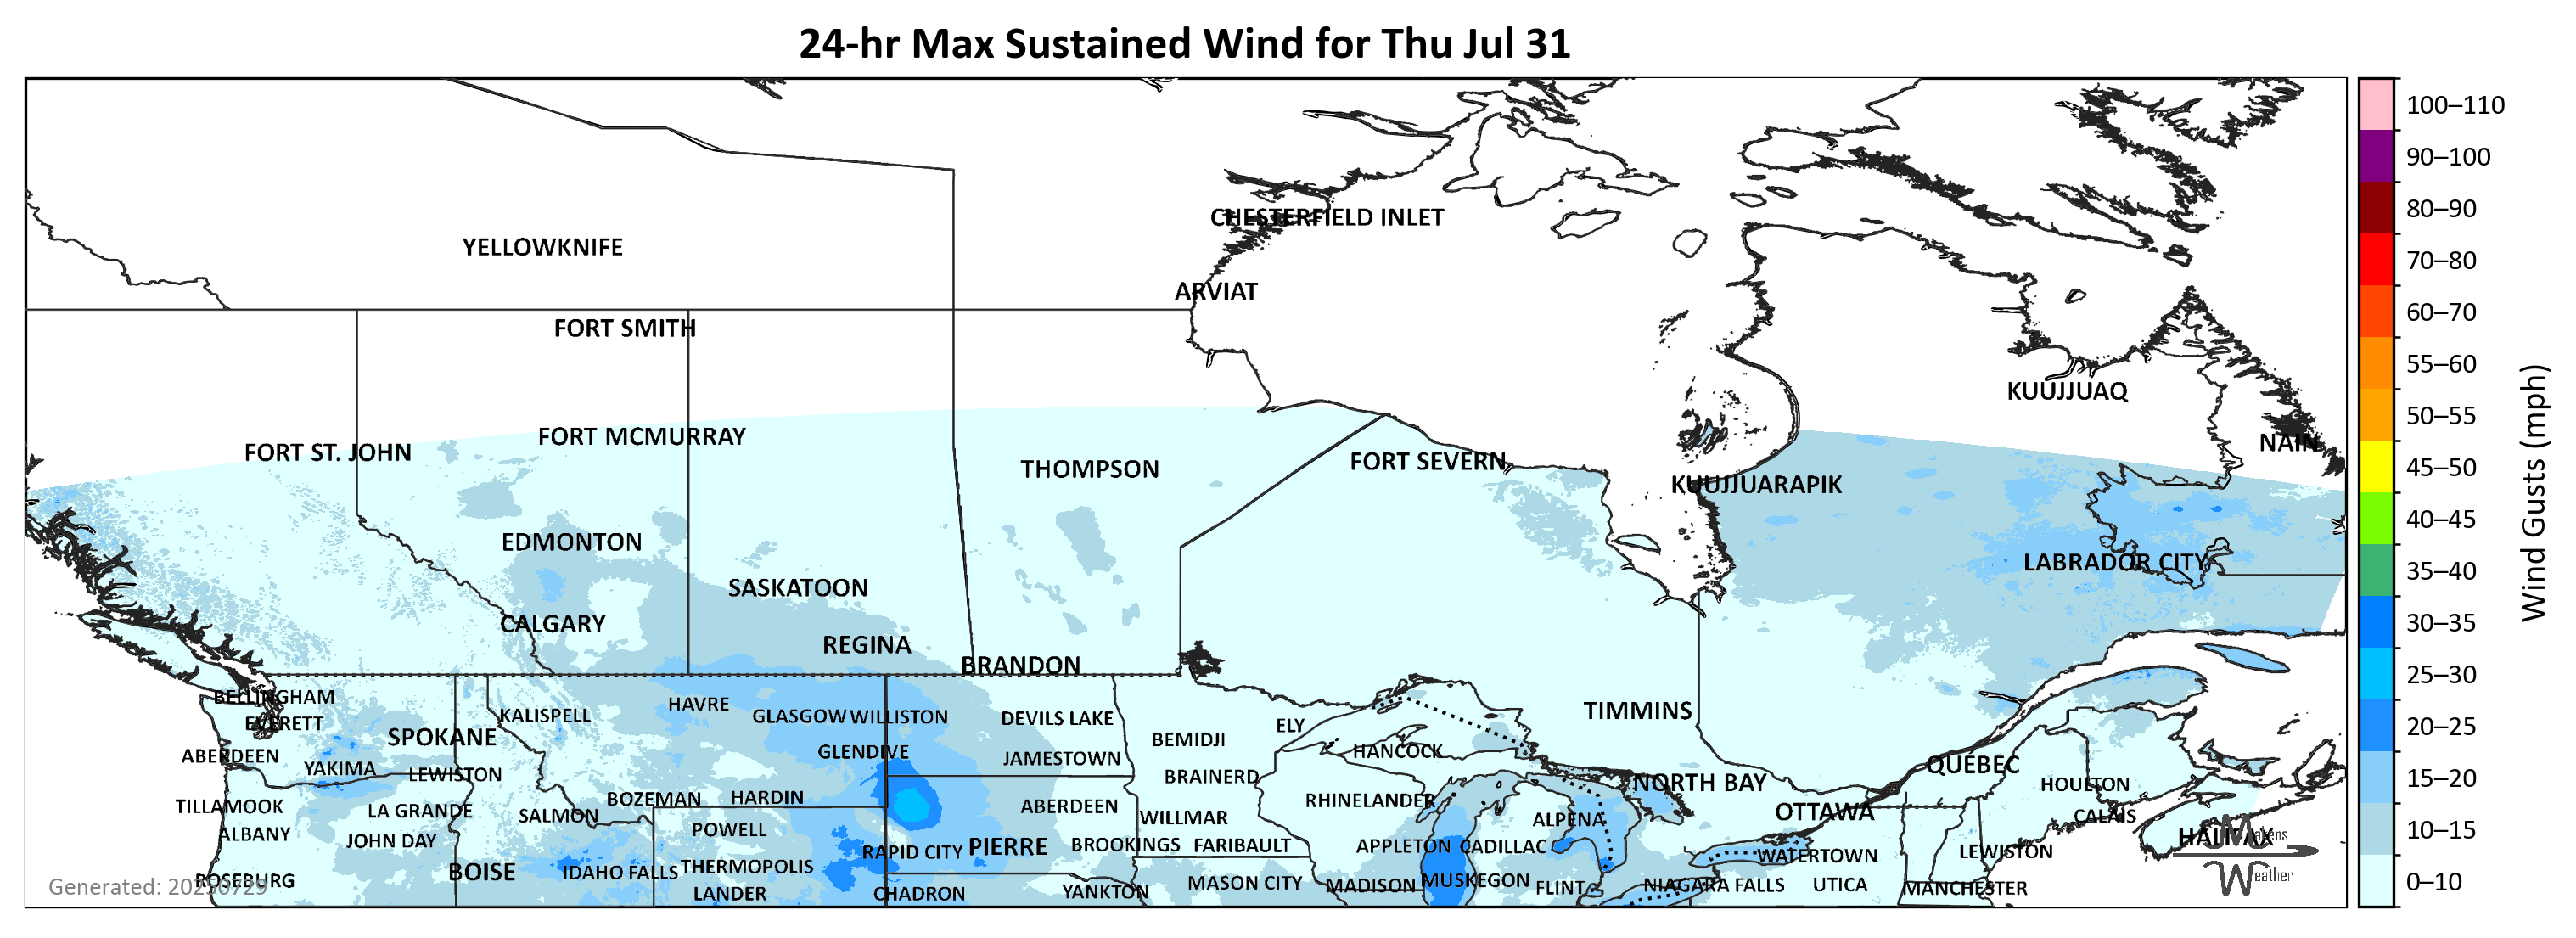 24-hr Max Sustained Wind for Thu Jul 31
100–110
90–100
80–90
70–80
60–70
55–60
50–55
45–50
40–45
35–40
30–35
25–30
20–25
15–20
10–15
0–10
Wind Gusts (mph)
CHESTERFIELD INLET
YELLOWKNIFE
ARVIAT
FORT SMITH
KUUJJUAQ
FORT MCMURRAY
NAIN
FORT ST. JOHN
FORT SEVERN
THOMPSON
KUUJJUARAPIK
EDMONTON
LABRADOR CITY
SASKATOON
CALGARY
REGINA
BRANDON
BELLINGHAM
HAVRE
TIMMINS
KALISPELL
GLASGOW
WILLISTON
DEVILS LAKE
EVERETT
ELY
SPOKANE
BEMIDJI
GLENDIVE
HANCOCK
ABERDEEN
JAMESTOWN
QUEBEC
YAKIMA
LEWISTON
BRAINERD
NORTH BAY
HOULTON
BOZEMAN
HARDIN
RHINELANDER
TILLAMOOK
LA GRANDE
ABERDEEN
OTTAWA
SALMON
CALAIS
WILLMAR
ALPENA
ALBANY
POWELL
HALIFAX
Makens
Weather
JOHN DAY
RAPID CITY
PIERRE
BROOKINGS
FARIBAULT
APPLETON
CADILLAC
WATERTOWN
LEWISTON
BOISE
IDAHO FALLS
THERMOPOLIS
ROSEBURG
MASON CITY
MADISON
MUSKEGON
FLINT
NIAGARA FALLS
UTICA
MANCHESTER
LANDER
CHADRON
YANKTON
Generated: 20250729